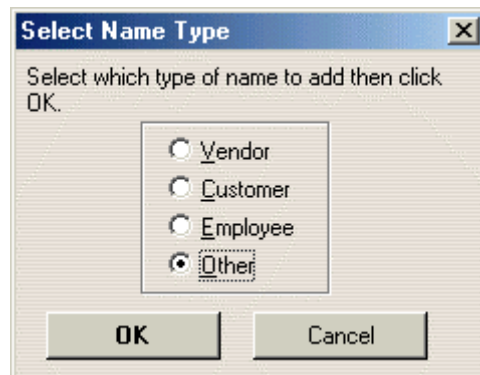 Select Name Type
Select which type of name to add then click
OK.
Vendor
Customer
Employee
Other
OK
Cancel